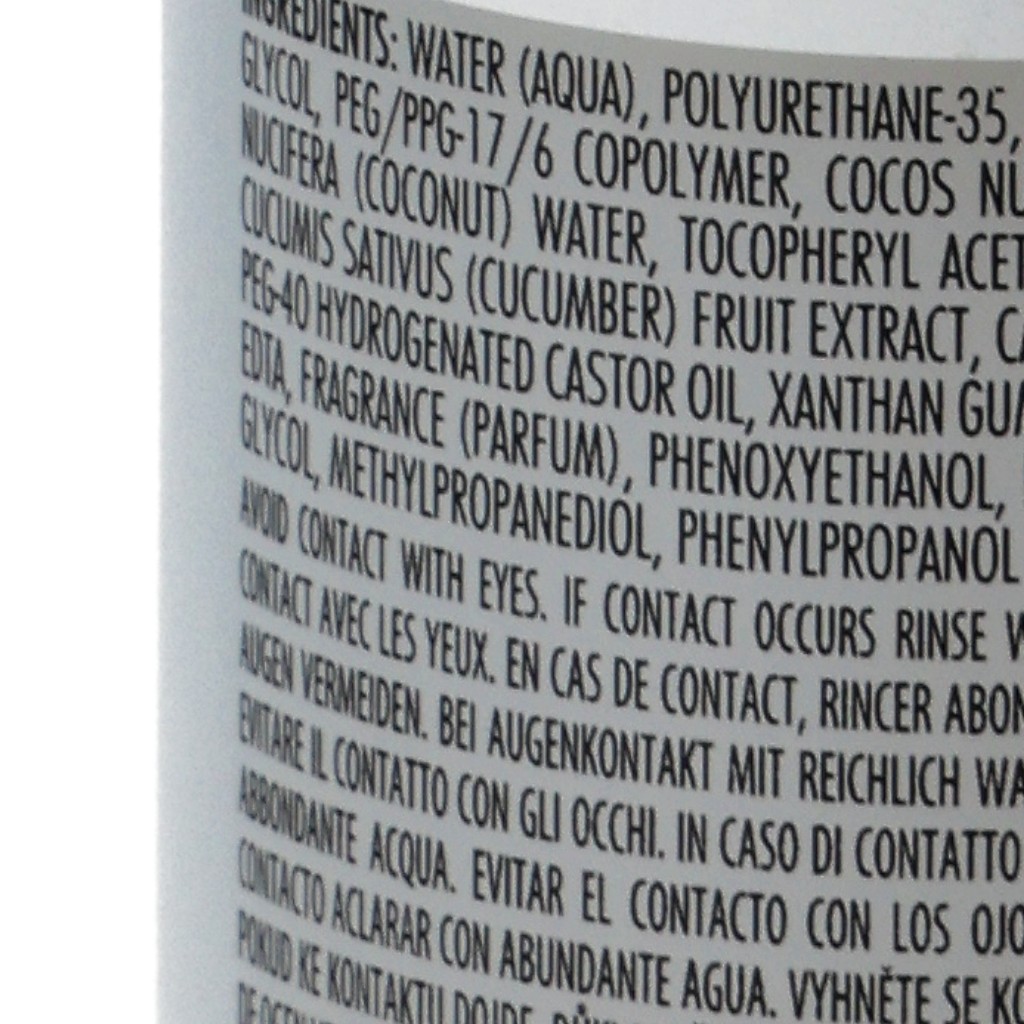 INGREDIENTS: WATER (AQUA), POLYURETHANE-35,
GLYCOL, PEG/PPG-17/6 COPOLYMER, COCOS
NUCIFERA (COCONUT) WATER, TOCOPHERYL
CUCUMIS SATIVUS (CUCUMBER) FRUIT EXTRACT,
PEG-40 HYDROGENATED CASTOR OIL, XANTHAN
EDTA, FRAGRANCE (PARFUM), PHENOXYETHANOL,
GLYCOL, METHYLPROPANEDIOL, PHENYLPROPANOL
AVOID CONTACT WITH EYES. IF CONTACT OCCURS RINSE
CONTACT AVEC LES YEUX. EN CAS DE CONTACT, RINCER
AUGEN VERMEIDEN. BEI AUGENKONTAKT MIT REICHLICH
EVITARE IL CONTATTO CON GLI OCCHI. IN CASO DI CONTATTO
ABBONDANTE ACQUA. EVITAR EL CONTACTO CON LOS
CONTACTO ACLARAR CON ABUNDANTE AGUA. VYHNĚTE SE
POKUD KE KONTAKTU DOJDE,